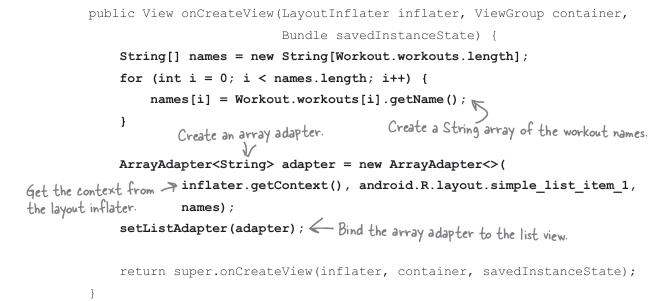 public View onCreateView(LayoutInflater inflater, ViewGroup container,
Bundle savedInstanceState) {
String[] names = new String[Workout.workouts.length];
for (int i = 0; i < names.length; i++) {
names[i] = Workout.workouts[i].getName();
}
Create a String array of the workout names.
Create an array adapter.
ArrayAdapter<String> adapter = new ArrayAdapter<>(
Get the context from
the layout inflater.
inflater.getContext(), android.R.layout.simple_list_item_1,
names);
setListAdapter(adapter);
Bind the array adapter to the list view.
return super.onCreateView(inflater, container, savedInstanceState);
}